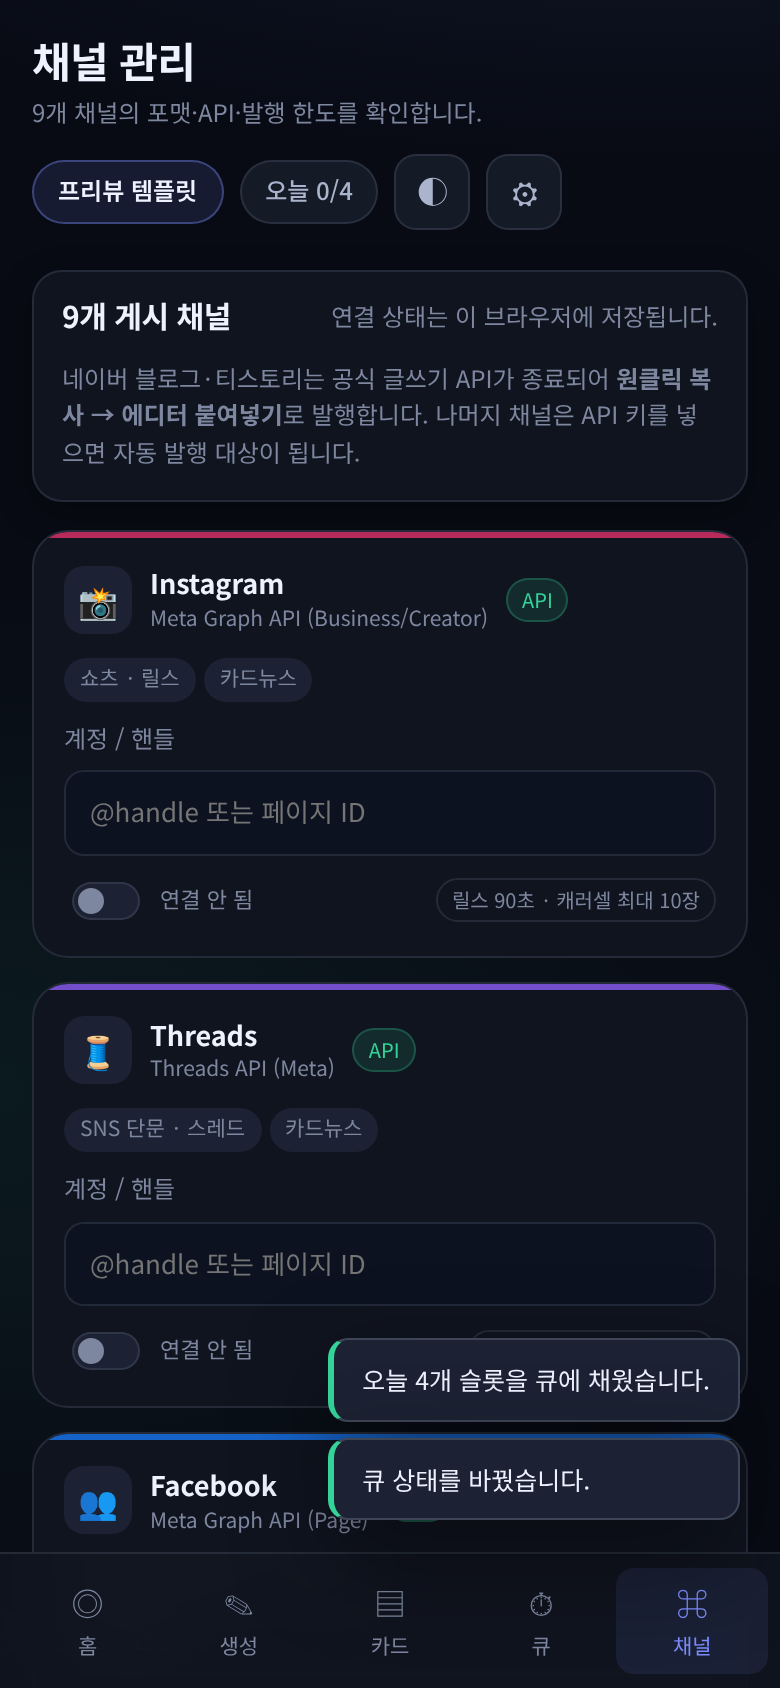 채널 관리
9개 채널의 포맷·API·발행 한도를 확인합니다.
프리뷰 템플릿
오늘 0/4
9개 게시 채널
연결 상태는 이 브라우저에 저장됩니다.
네이버 블로그·티스토리는 공식 글쓰기 API가 종료되어 원클릭 복
사 → 에디터 붙여넣기로 발행합니다. 나머지 채널은 API 키를 넣
으면 자동 발행 대상이 됩니다.
Instagram
Meta Graph API (Business/Creator)
API
쇼츠 · 릴스
카드뉴스
계정 / 핸들
@handle 또는 페이지 ID
연결 안 됨
릴스 90초 · 캐러셀 최대 10장
Threads
Threads API (Meta)
API
SNS 단문 · 스레드
카드뉴스
계정 / 핸들
@handle 또는 페이지 ID
연결 안 됨
오늘 4개 슬롯을 큐에 채웠습니다.
큐 상태를 바꿨습니다.
Facebook
Meta Graph API (Page)
홈
생성
카드
큐
채널